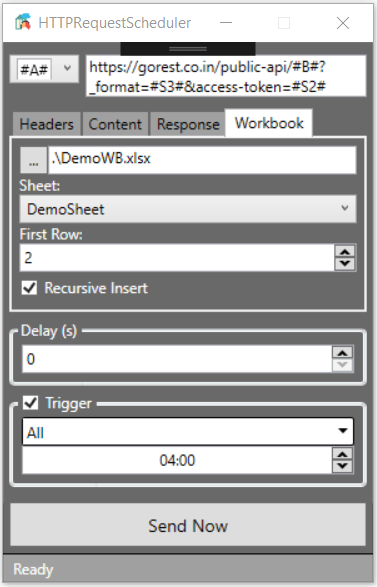 HTTPRequestScheduler
#A#
https://gorest.co.in/public-api/#B#?
_format=#S3#&access-token=#S2#
Headers Content Response Workbook
... .\DemoWB.xlsx
Sheet:
DemoSheet
First Row:
2
Recursive Insert
Delay (s)
0
Trigger
All
04:00
Send Now
Ready